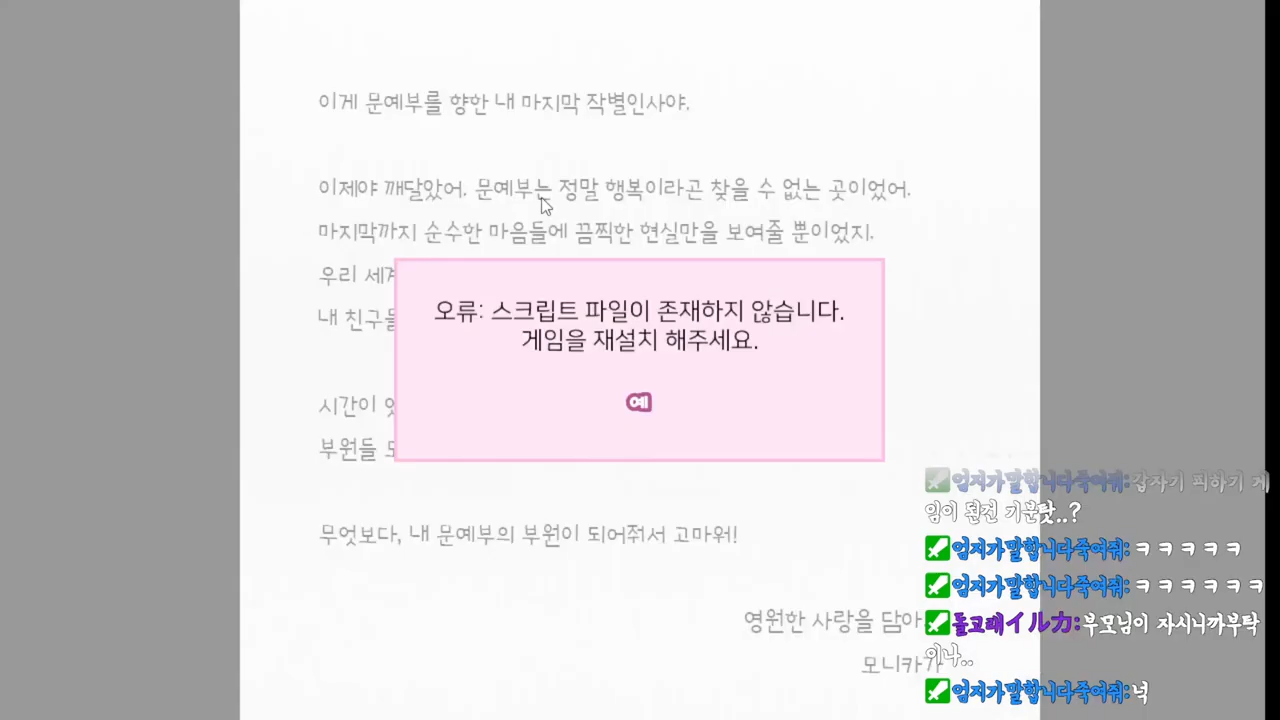 이게 문예부를 향한 내 마지막 작별인사야.
이제야 깨달았어. 문예부는 정말 행복이라곤 찾을 수 없는 곳이었어.
마지막까지 순수한 마음들에 끔찍한 현실만을 보여줄 뿐이었지.
우리 세계
내 친구들
오류: 스크립트 파일이 존재하지 않습니다.
게임을 재설치 해주세요.
예
시간이
부원들
무엇보다, 내 문예부의 부원이 되어줘서 고마워!
영원한 사랑을 담아
모니카가
엄지가말합니다죽여줘:갑자기 피하기 게
임이 된건 기분탓..?
엄지가말합니다죽여줘:ㅋㅋㅋㅋㅋ
엄지가말합니다죽여줘:ㅋㅋㅋㅋㅋㅋ
돌고래イルカ:부모님이 자시니까부탁
이나..
엄지가말합니다죽여줘:넉